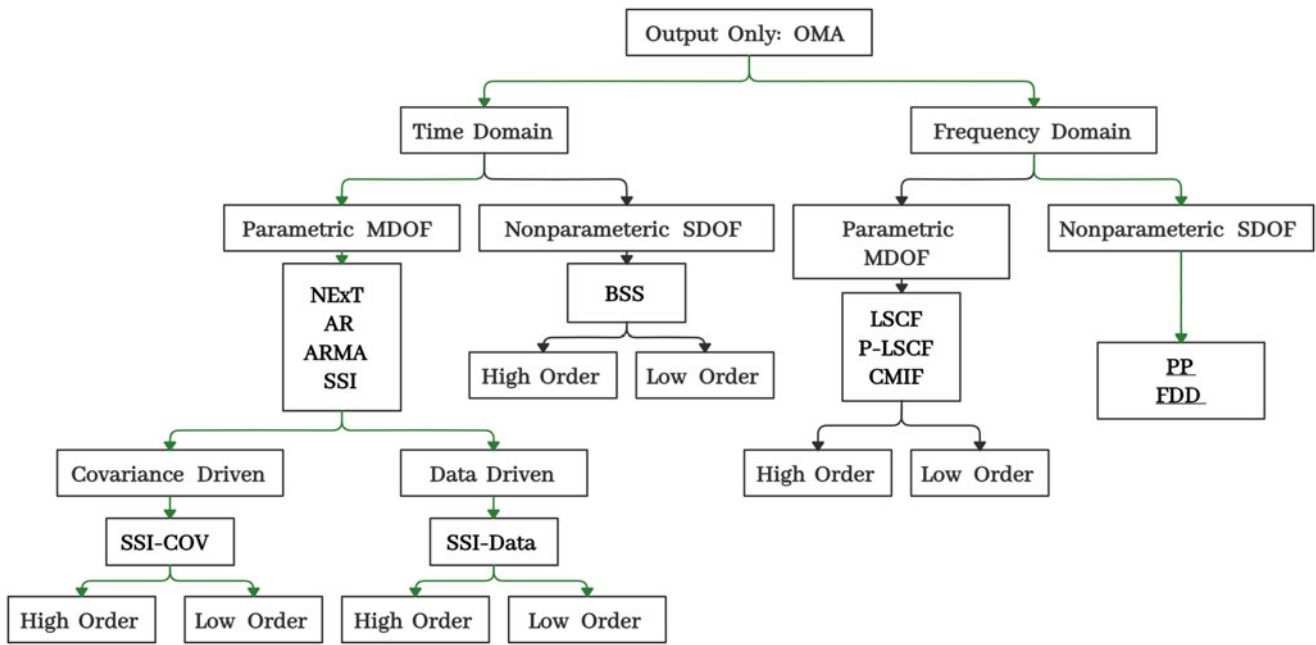 Output Only: OMA
Time Domain
Frequency Domain
Parametric MDOF
Nonparameteric SDOF
Parametric
MDOF
Nonparameteric SDOF
NExT
AR
ARMA
SSI
BSS
LSCF
P-LSCF
CMIF
PP
FDD
High Order
Low Order
High Order
Low Order
Covariance Driven
Data Driven
SSI-COV
SSI-Data
High Order
Low Order
High Order
Low Order